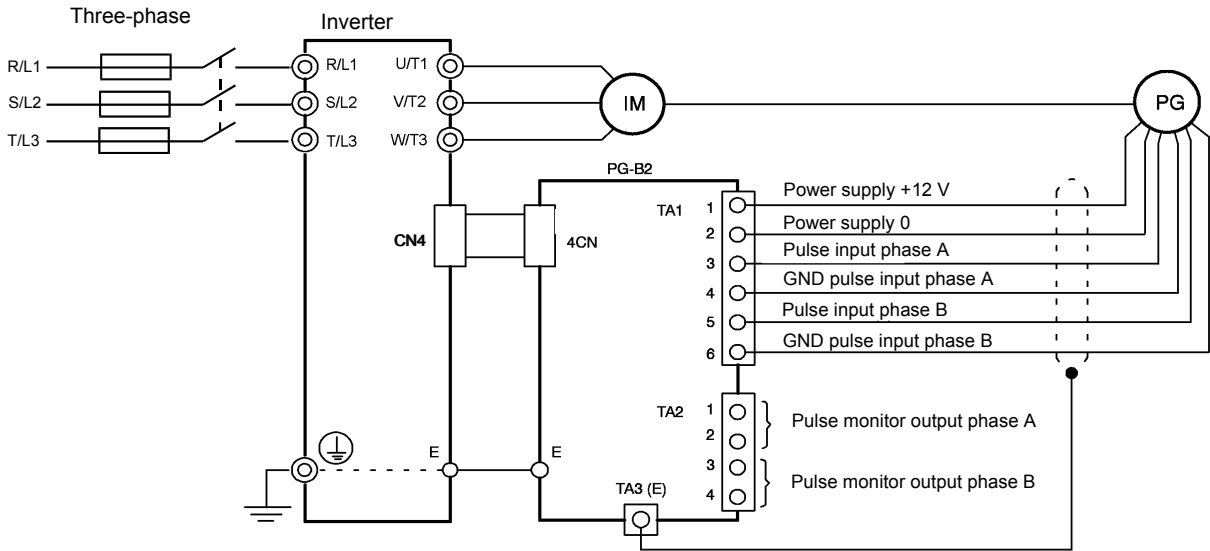 Three-phase
Inverter
R/L1
R/L1
U/T1
S/L2
S/L2
V/T2
IM
PG
T/L3
T/L3
W/T3
PG-B2
CN4
4CN
TA1
1
Power supply +12 V
2
Power supply 0
3
Pulse input phase A
4
GND pulse input phase A
5
Pulse input phase B
6
GND pulse input phase B
TA2
1
2
Pulse monitor output phase A
3
4
Pulse monitor output phase B
E
E
TA3 (E)